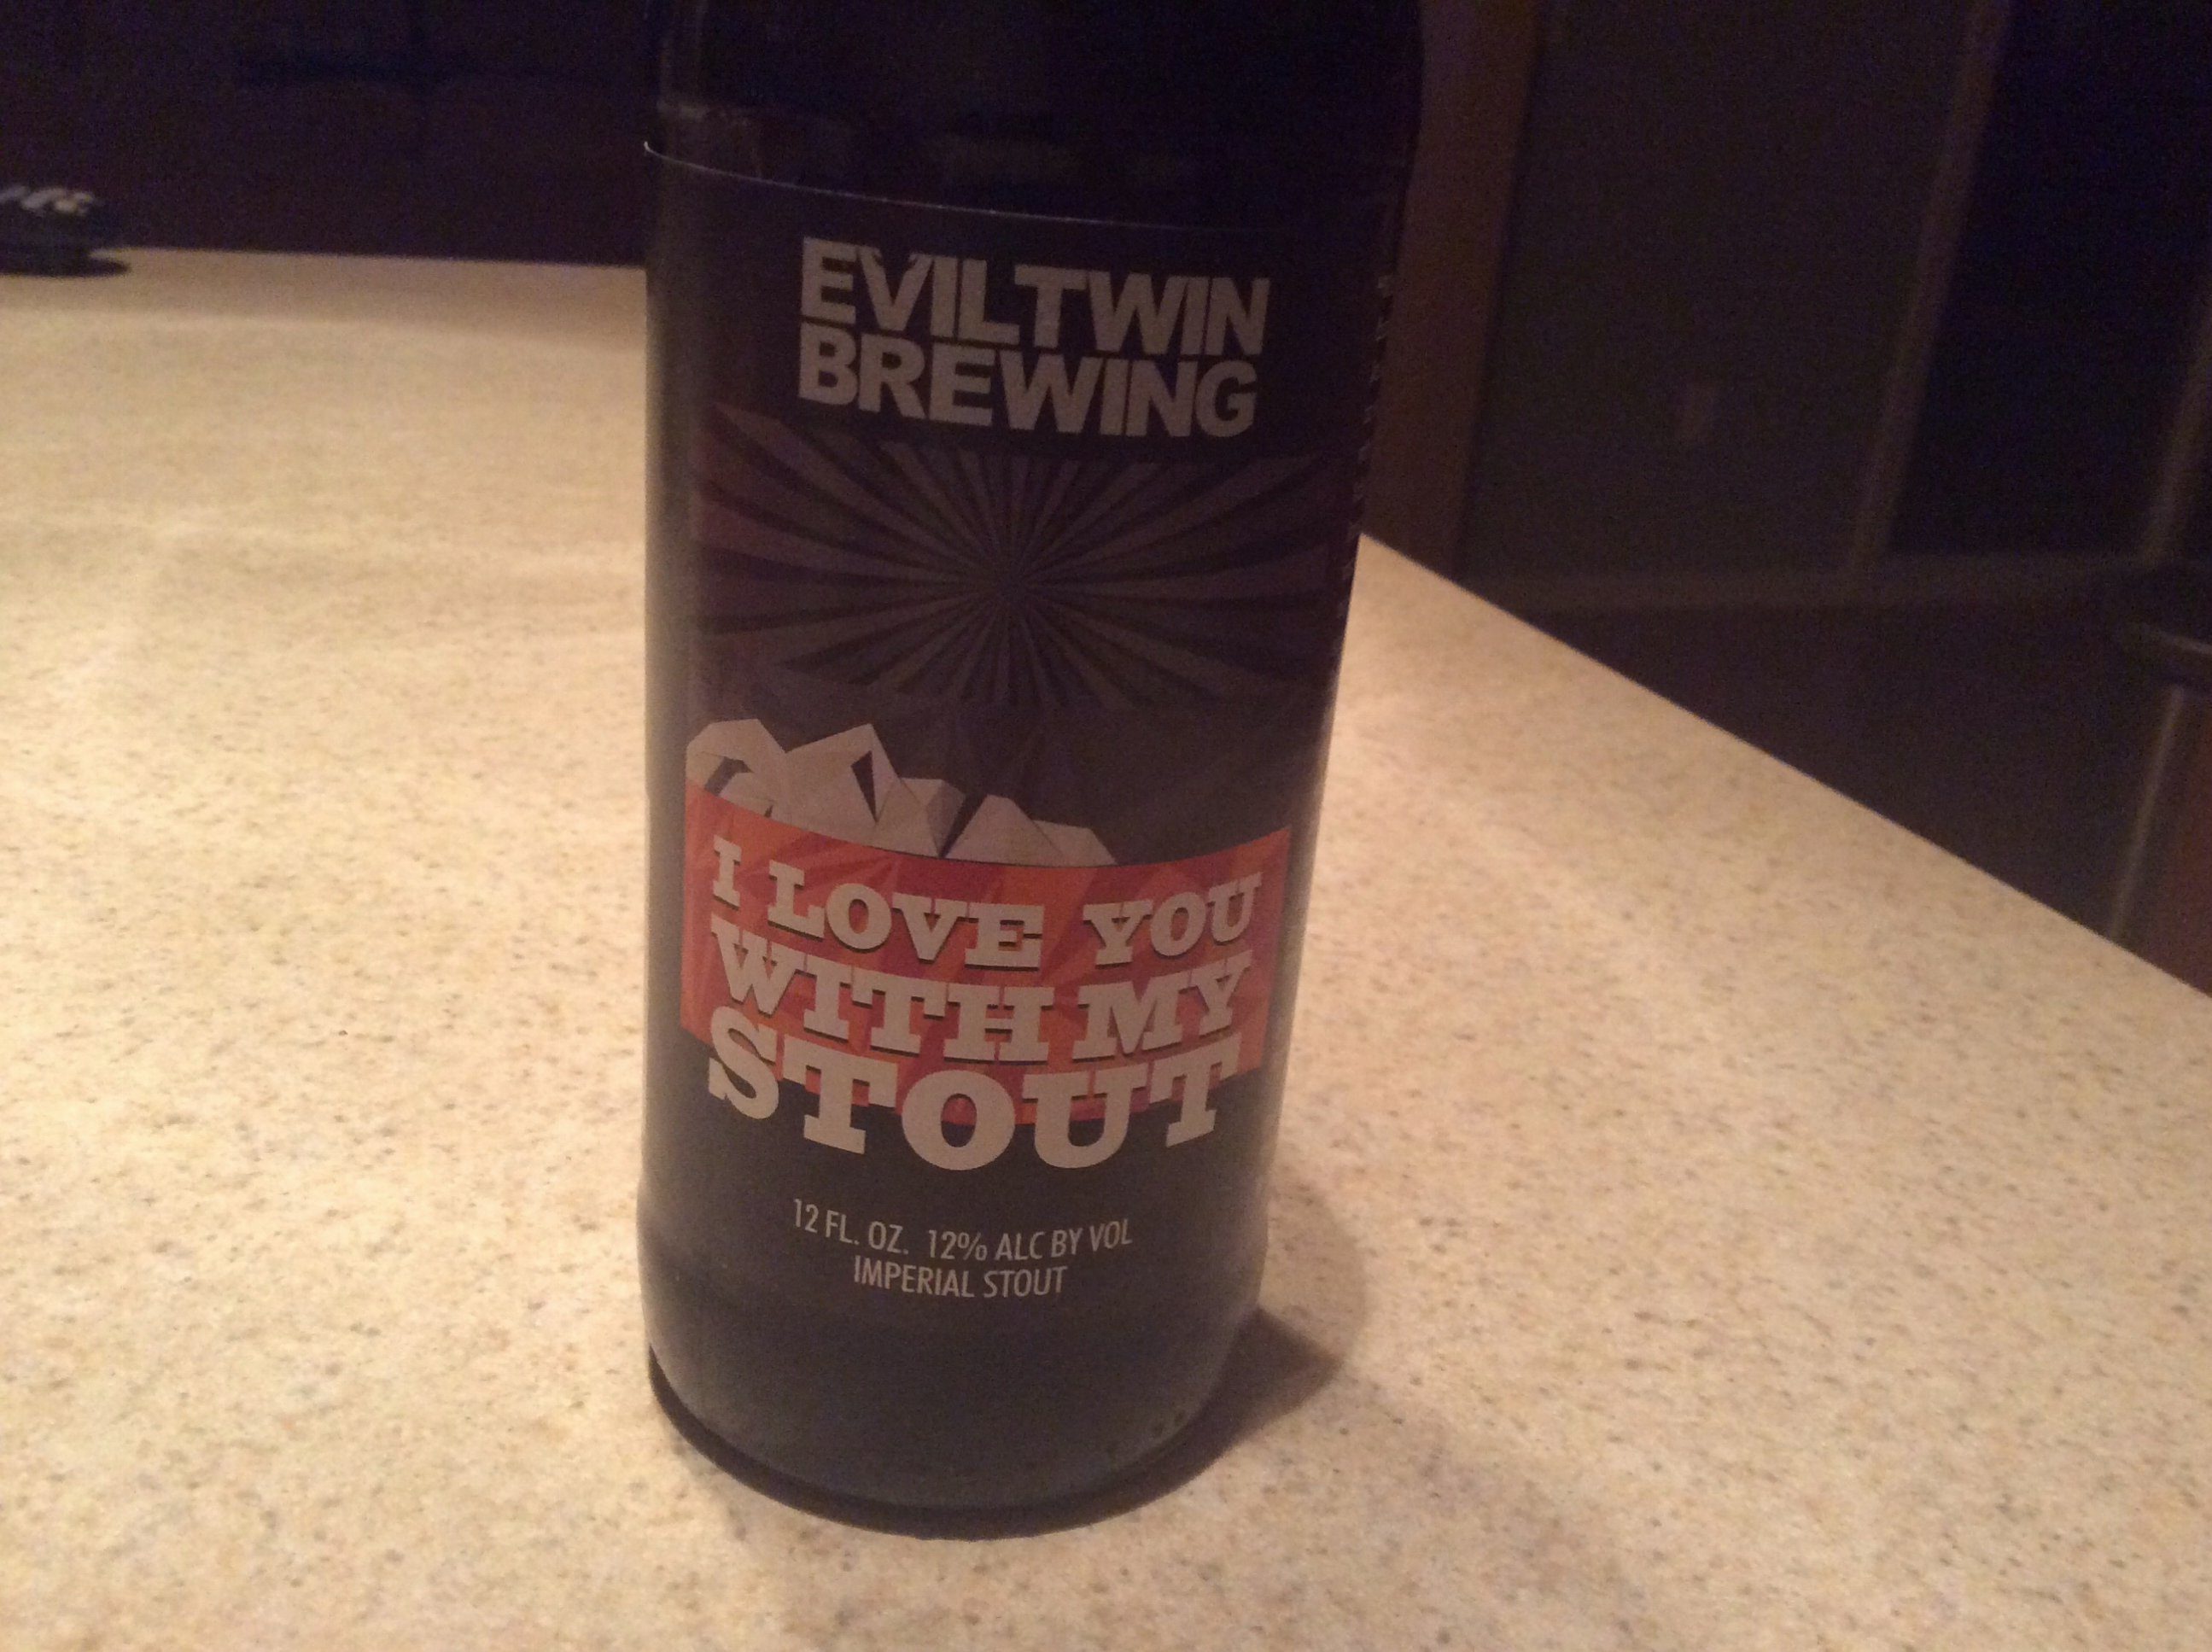 EVILTWIN
BREWING
I LOVE YOU
WITH MY
STOUT
12 FL. OZ. 12% ALC BY VOL
IMPERIAL STOUT